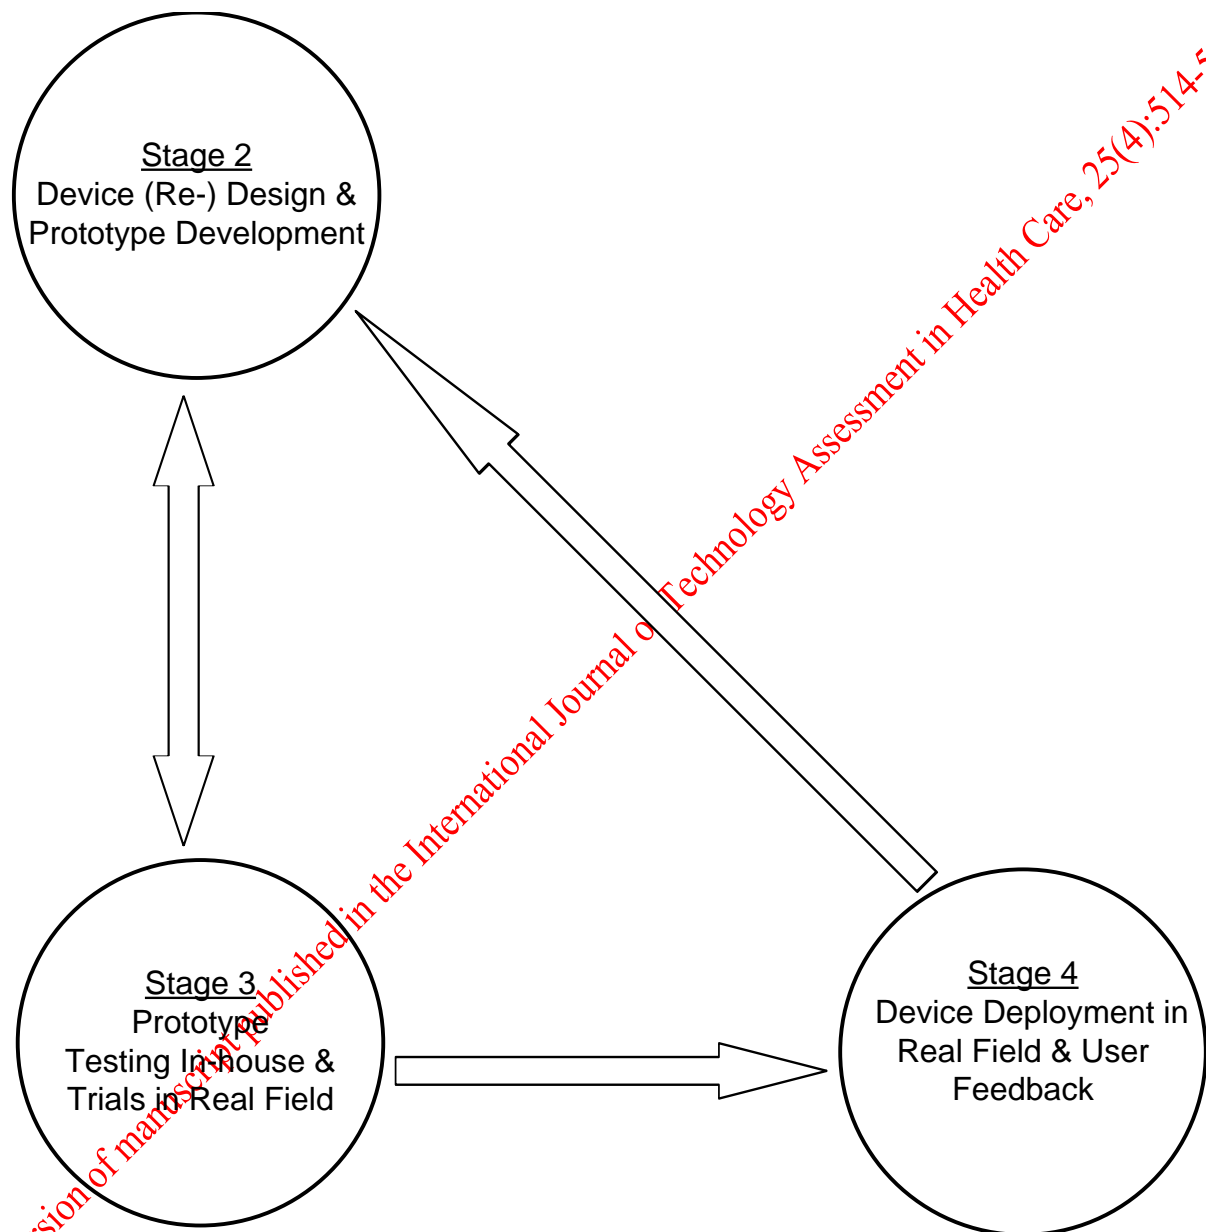 Stage 2
Device (Re-) Design &
Prototype Development
Stage 3
Prototype
Testing In-house &
Trials in Real Field
Stage 4
Device Deployment in
Real Field & User
Feedback
of manuscript published in the International Journal Technology Assessment in Health Care, 25(4):514-